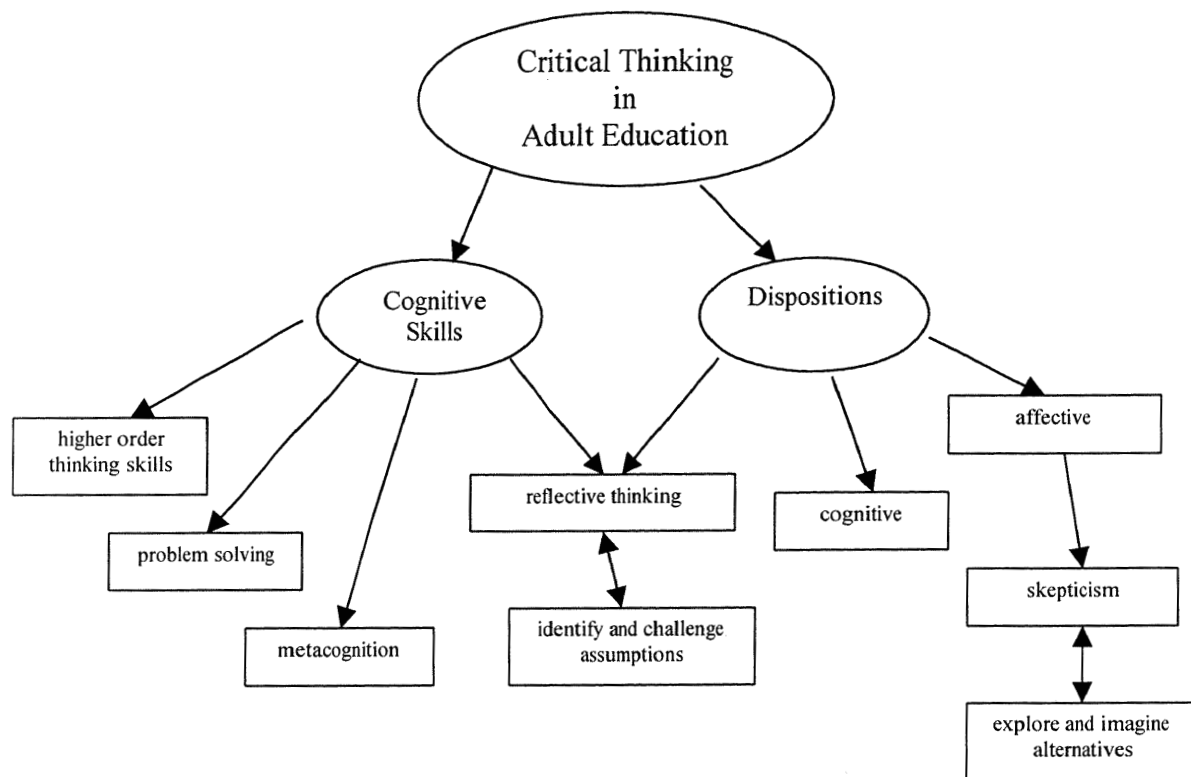 Critical Thinking
in
Adult Education
Cognitive
Skills
Dispositions
higher order
thinking skills
affective
reflective thinking
cognitive
problem solving
skepticism
metacognition
identify and challenge
assumptions
explore and imagine
alternatives